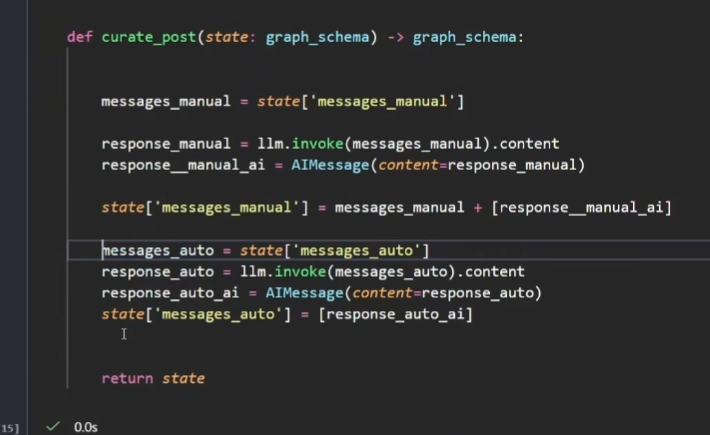 def curate_post(state: graph_schema) -> graph_schema:
messages_manual = state['messages_manual']
response_manual = llm.invoke(messages_manual).content
response__manual_ai = AIMessage(content=response_manual)
state['messages_manual'] = messages_manual + [response__manual_ai]
messages_auto = state['messages_auto']
response_auto = llm.invoke(messages_auto).content
response_auto_ai = AIMessage(content=response_auto)
state['messages_auto'] = [response_auto_ai]
return state
15] ✓ 0.0s